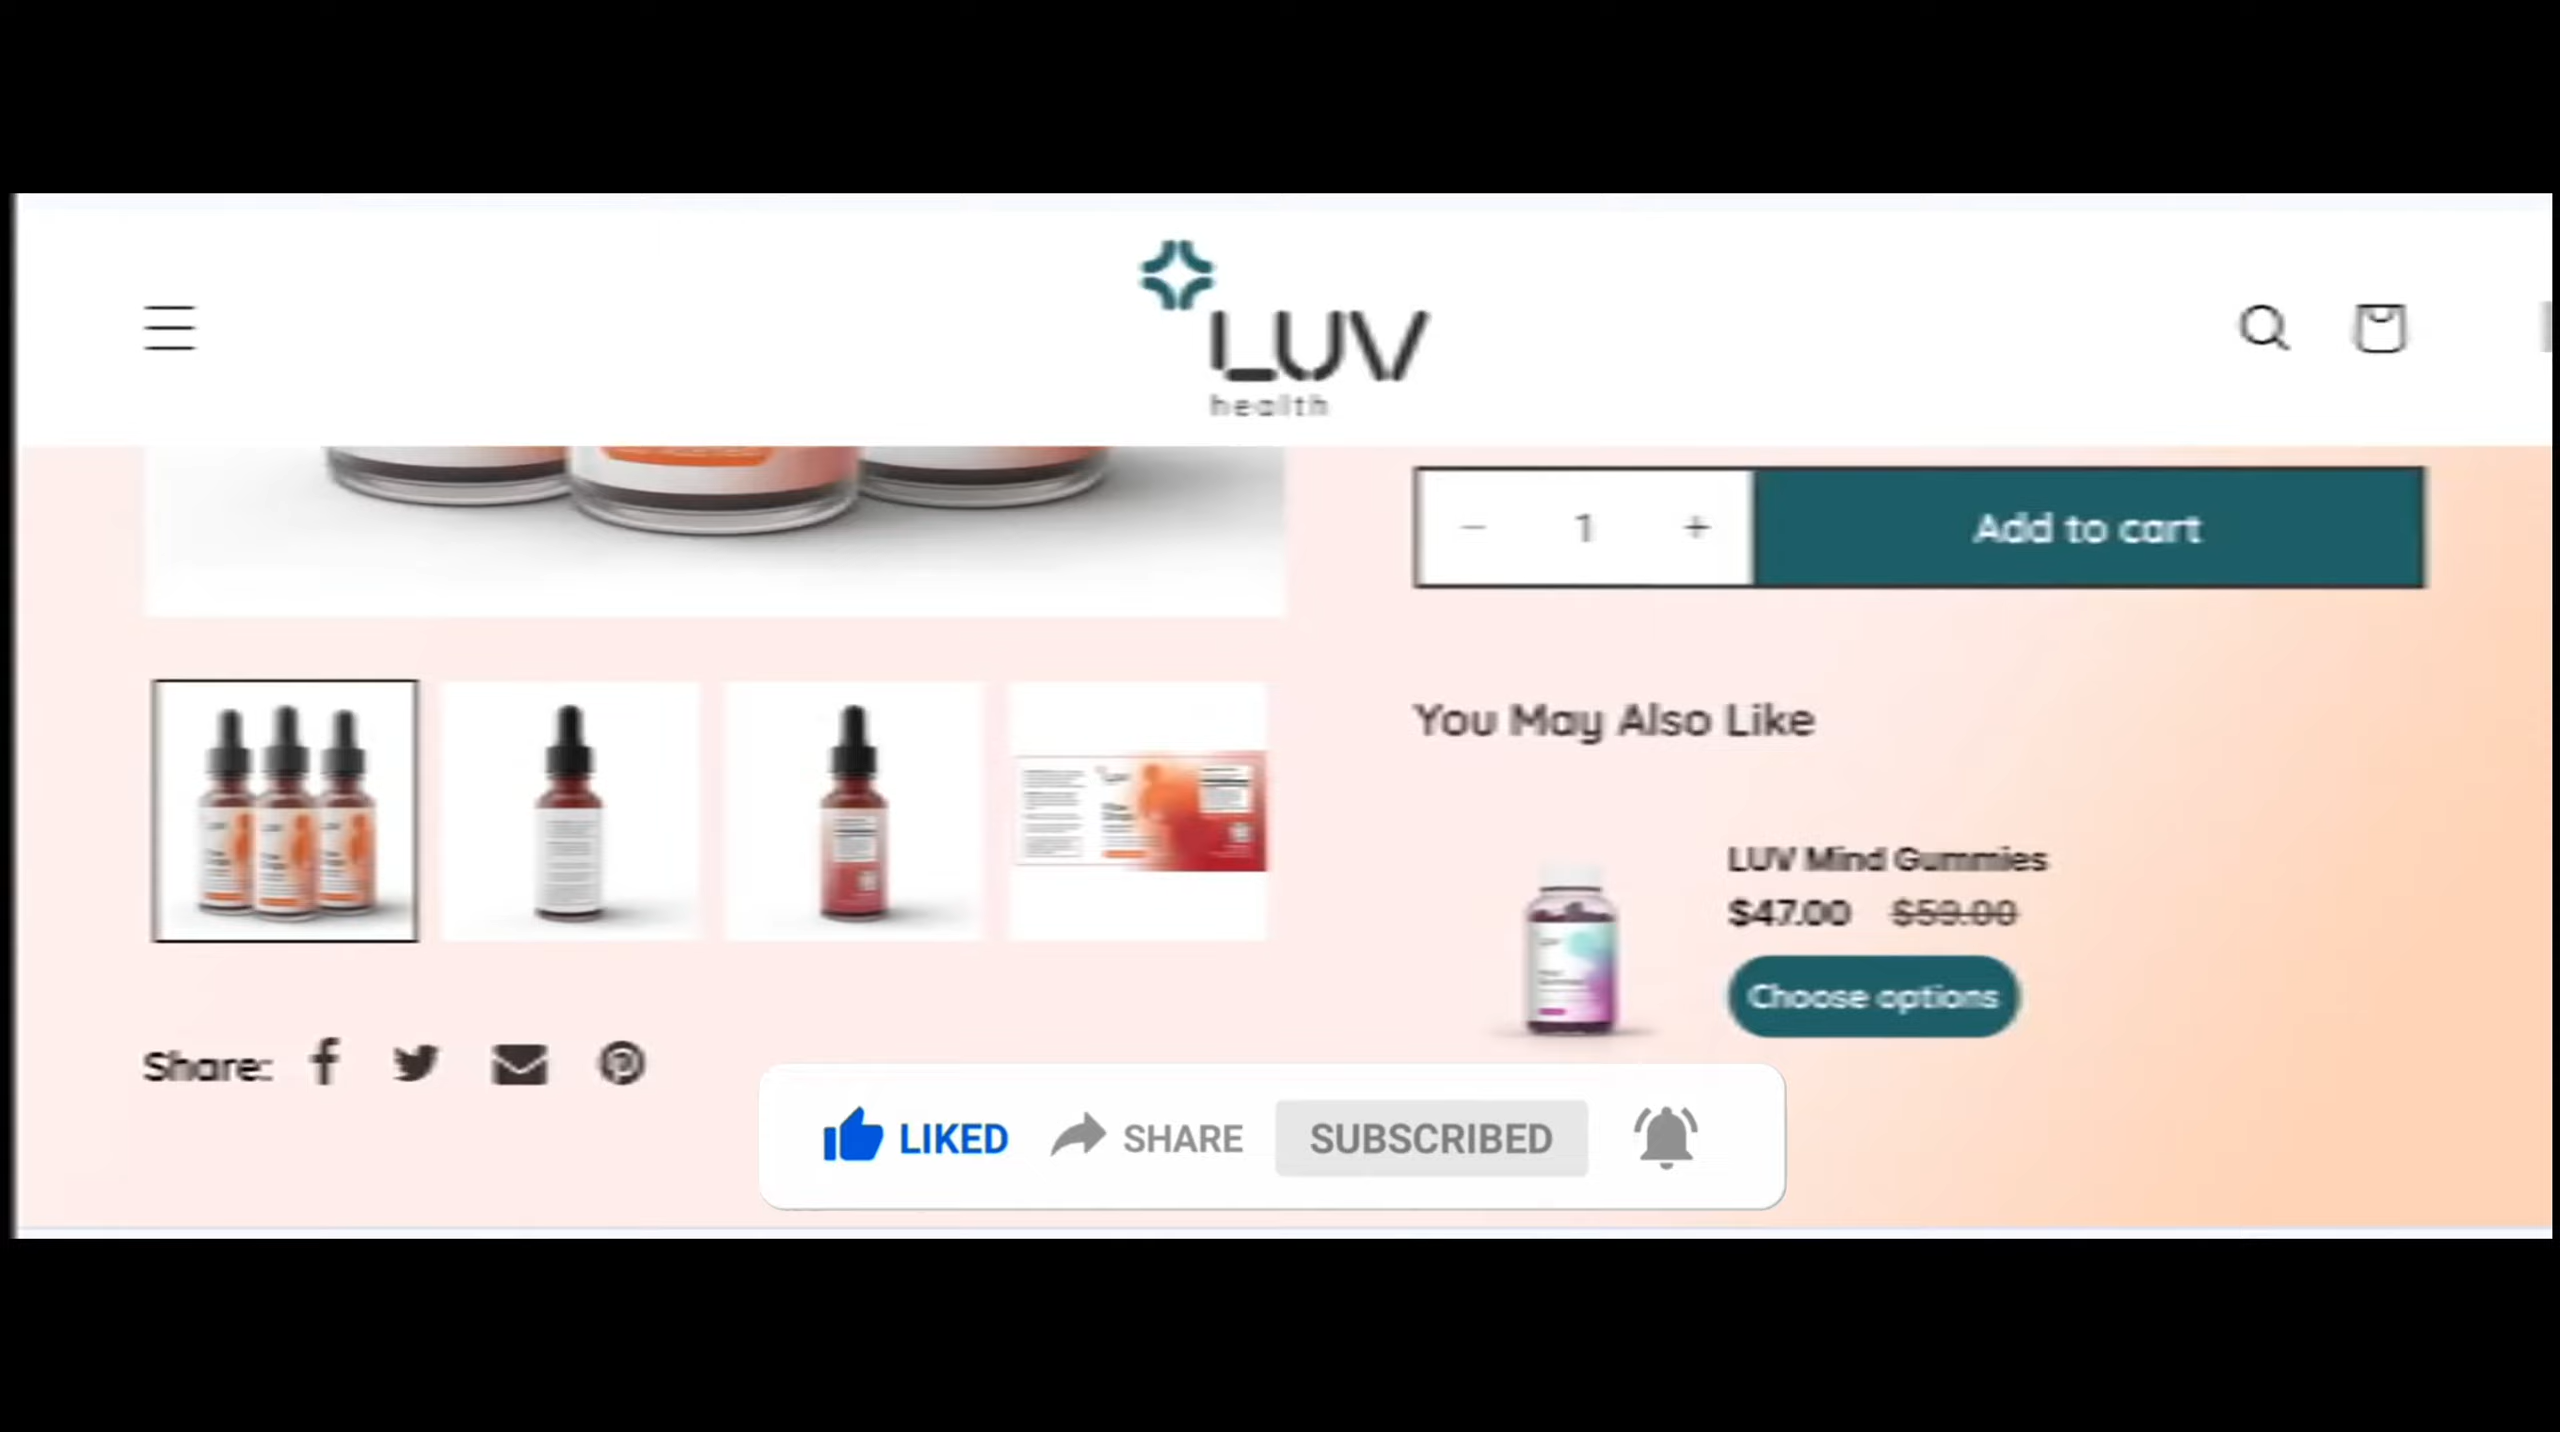 LUV
health
1
Add to cart
You May Also Like
LUV Mind Gummies
$47.00 $59.00
Choose options
Share:
LIKED SHARE SUBSCRIBED